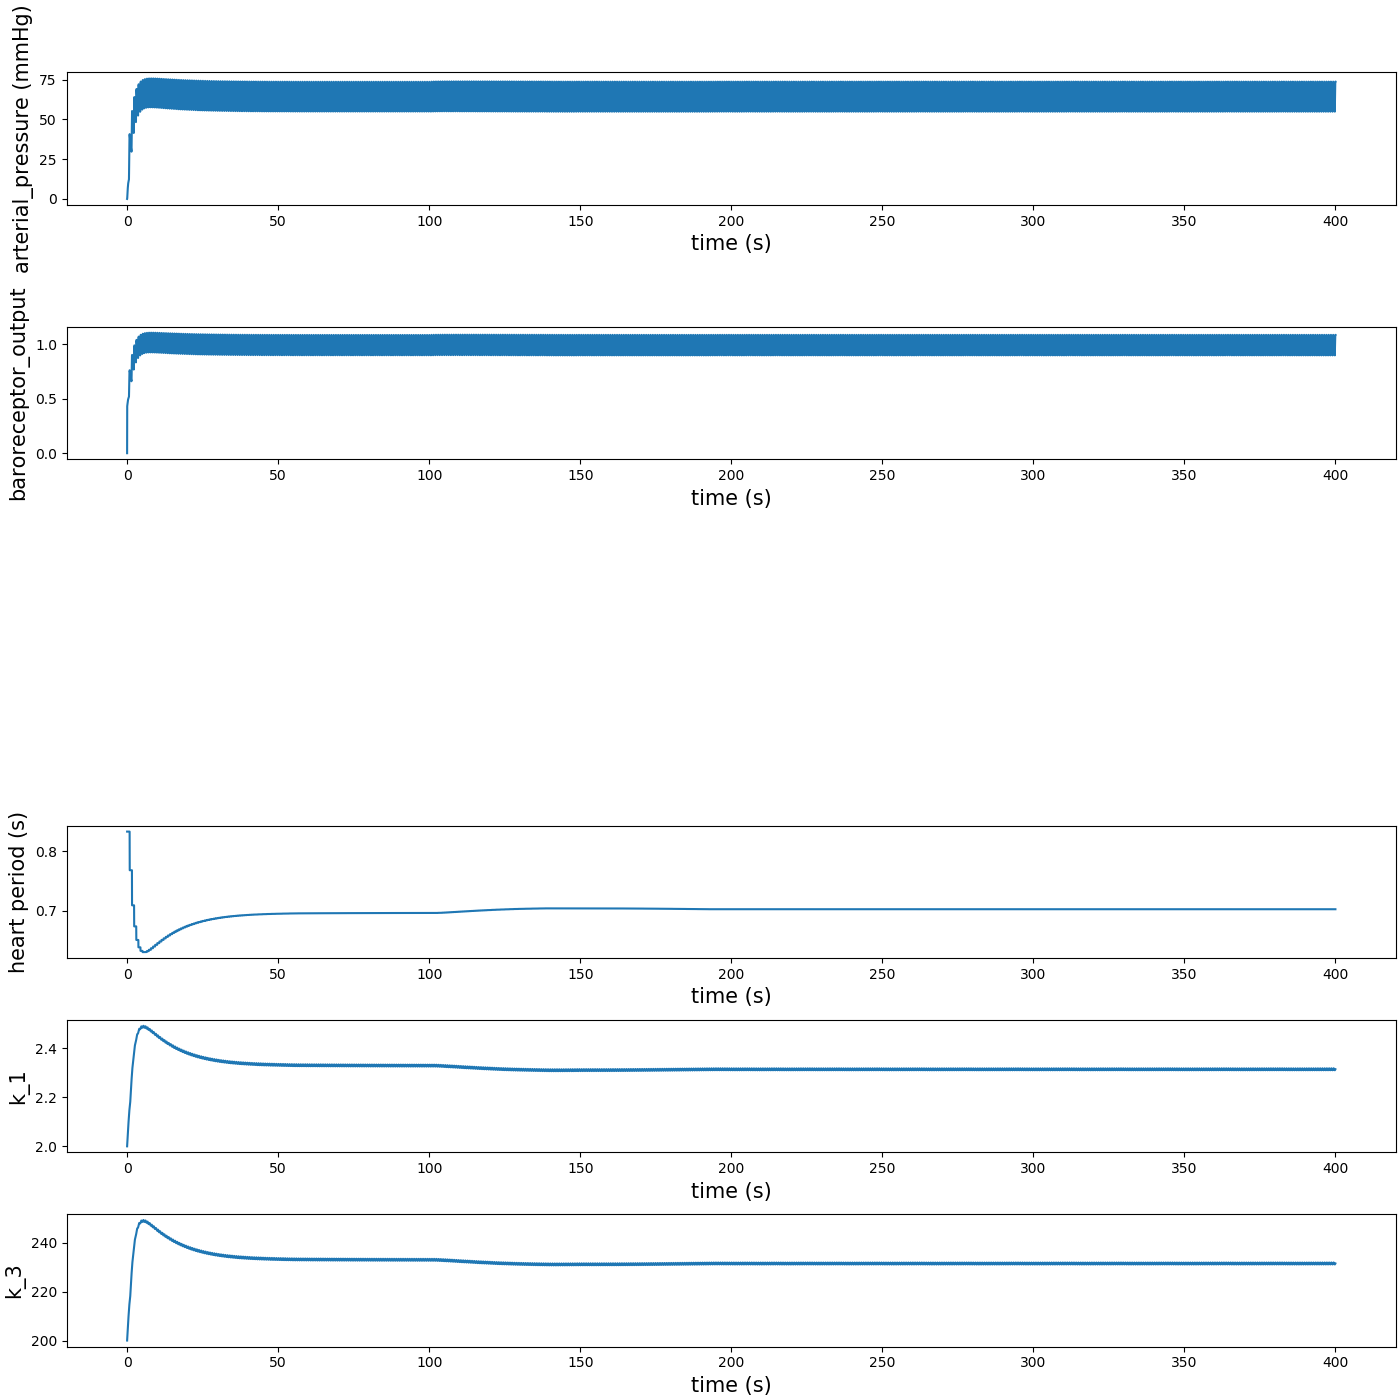 arterial_pressure (mmHg)
75
50
25
0
0 50 100 150 200 250 300 350 400
time (s)
baroreceptor_output
1.0
0.5
0.0
0 50 100 150 200 250 300 350 400
time (s)
heart period (s)
0.8
0.7
0 50 100 150 200 250 300 350 400
time (s)
k_1
2.4
2.2
2.0
0 50 100 150 200 250 300 350 400
time (s)
k_3
240
220
200
0 50 100 150 200 250 300 350 400
time (s)